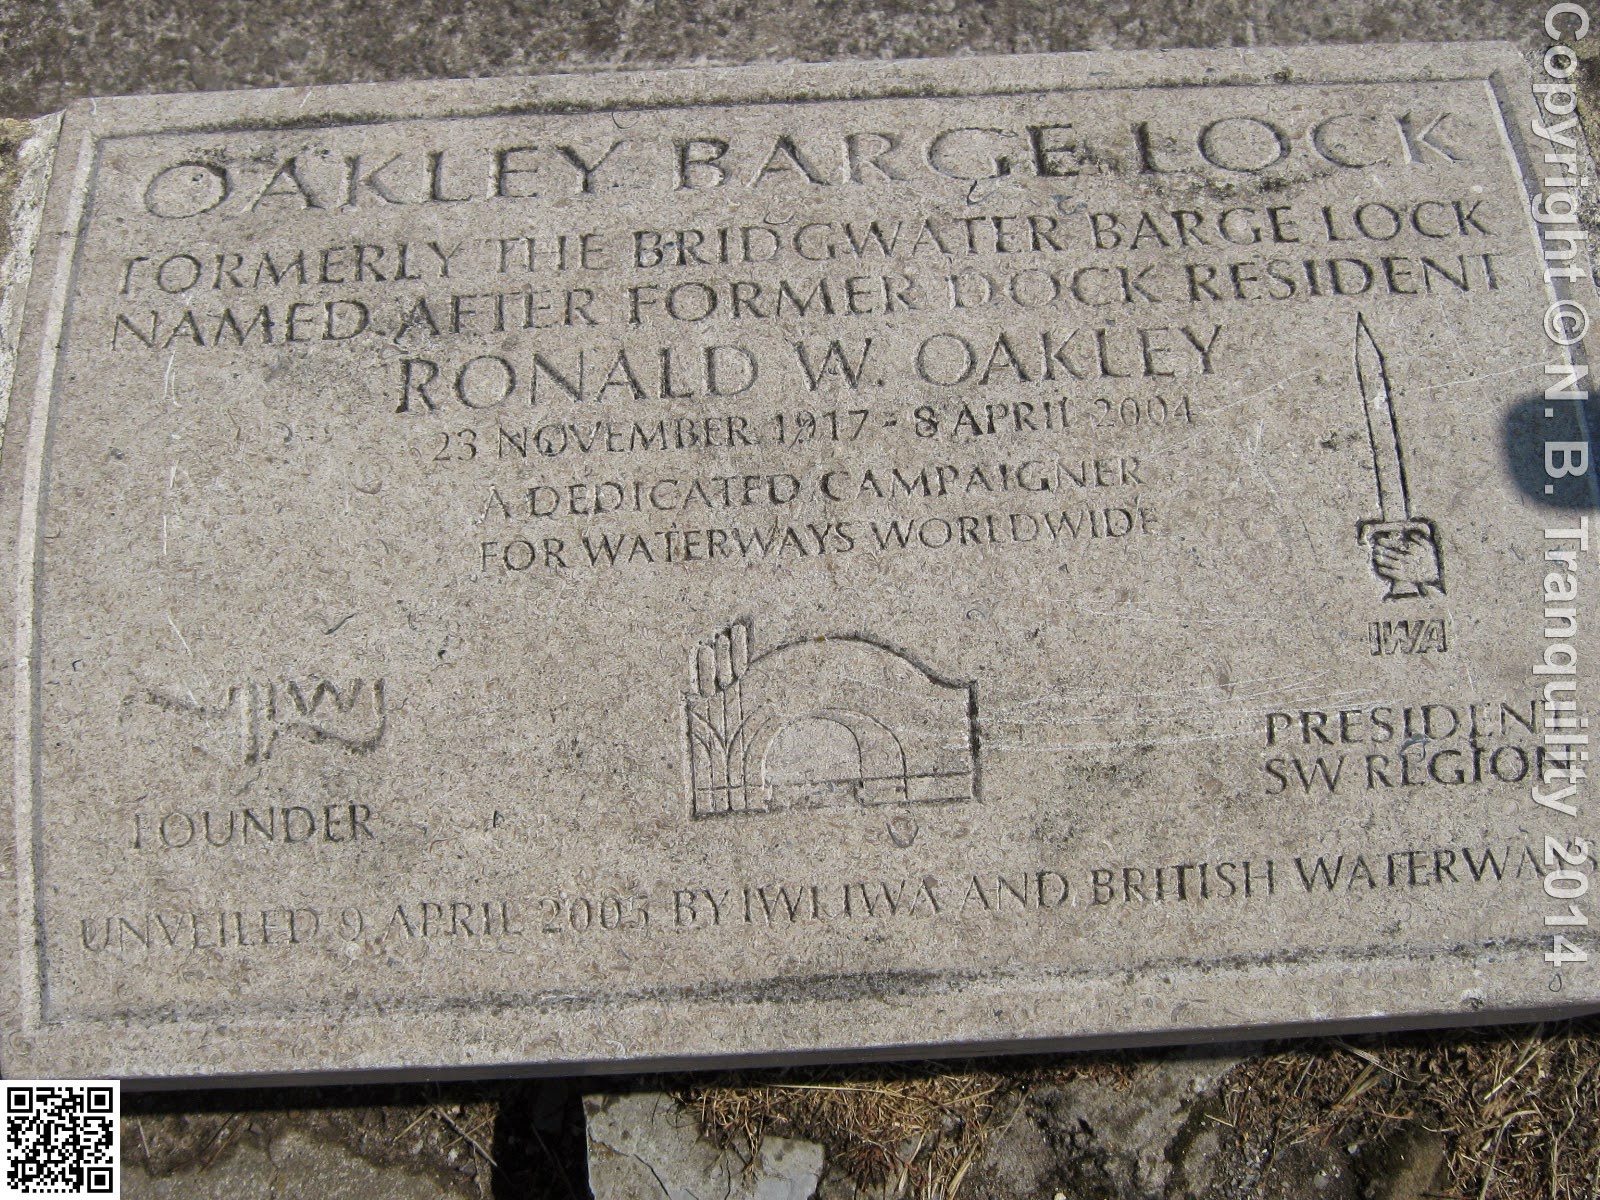 OAKLEY BARGE LOCK
FORMERLY THE BRIDGWATER BARGE LOCK
NAMED AFTER FORMER DOCK RESIDENT
RONALD W. OAKLEY
23 NOVEMBER 1917 - 8 APRIL 2004
A DEDICATED CAMPAIGNER
FOR WATERWAYS WORLDWIDE
IWA
IWI
FOUNDER
PRESIDENT
SW REGION
UNVEILED 9 APRIL 2005 BY IWI, IWA AND BRITISH WATERWAYS
Copyright © N. B. Tranquility 2014